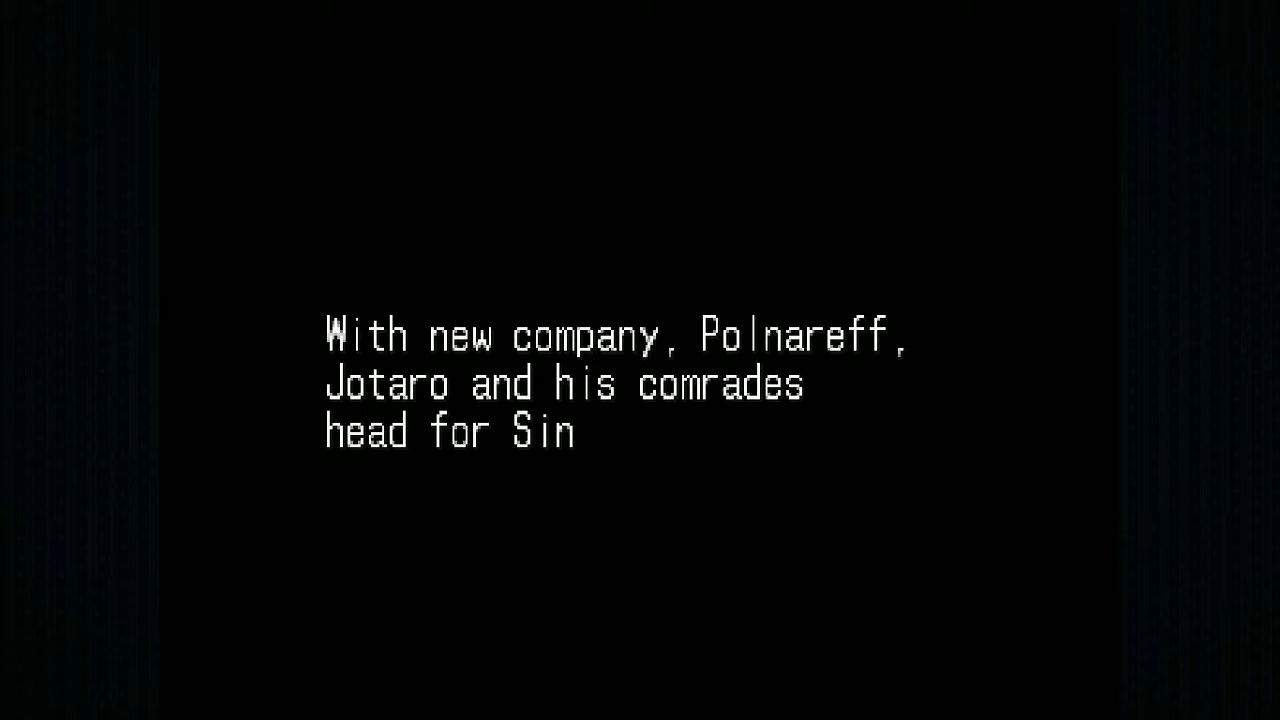 With new company, Polnareff,
Jotaro and his comrades
head for Sin